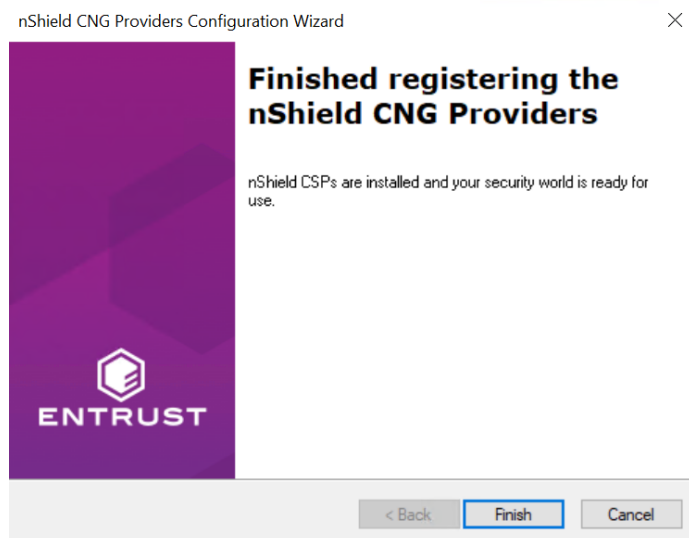 nShield CNG Providers Configuration Wizard
Finished registering the
nShield CNG Providers
nShield CSPs are installed and your security world is ready for
use.
ENTRUST
< Back
Finish
Cancel